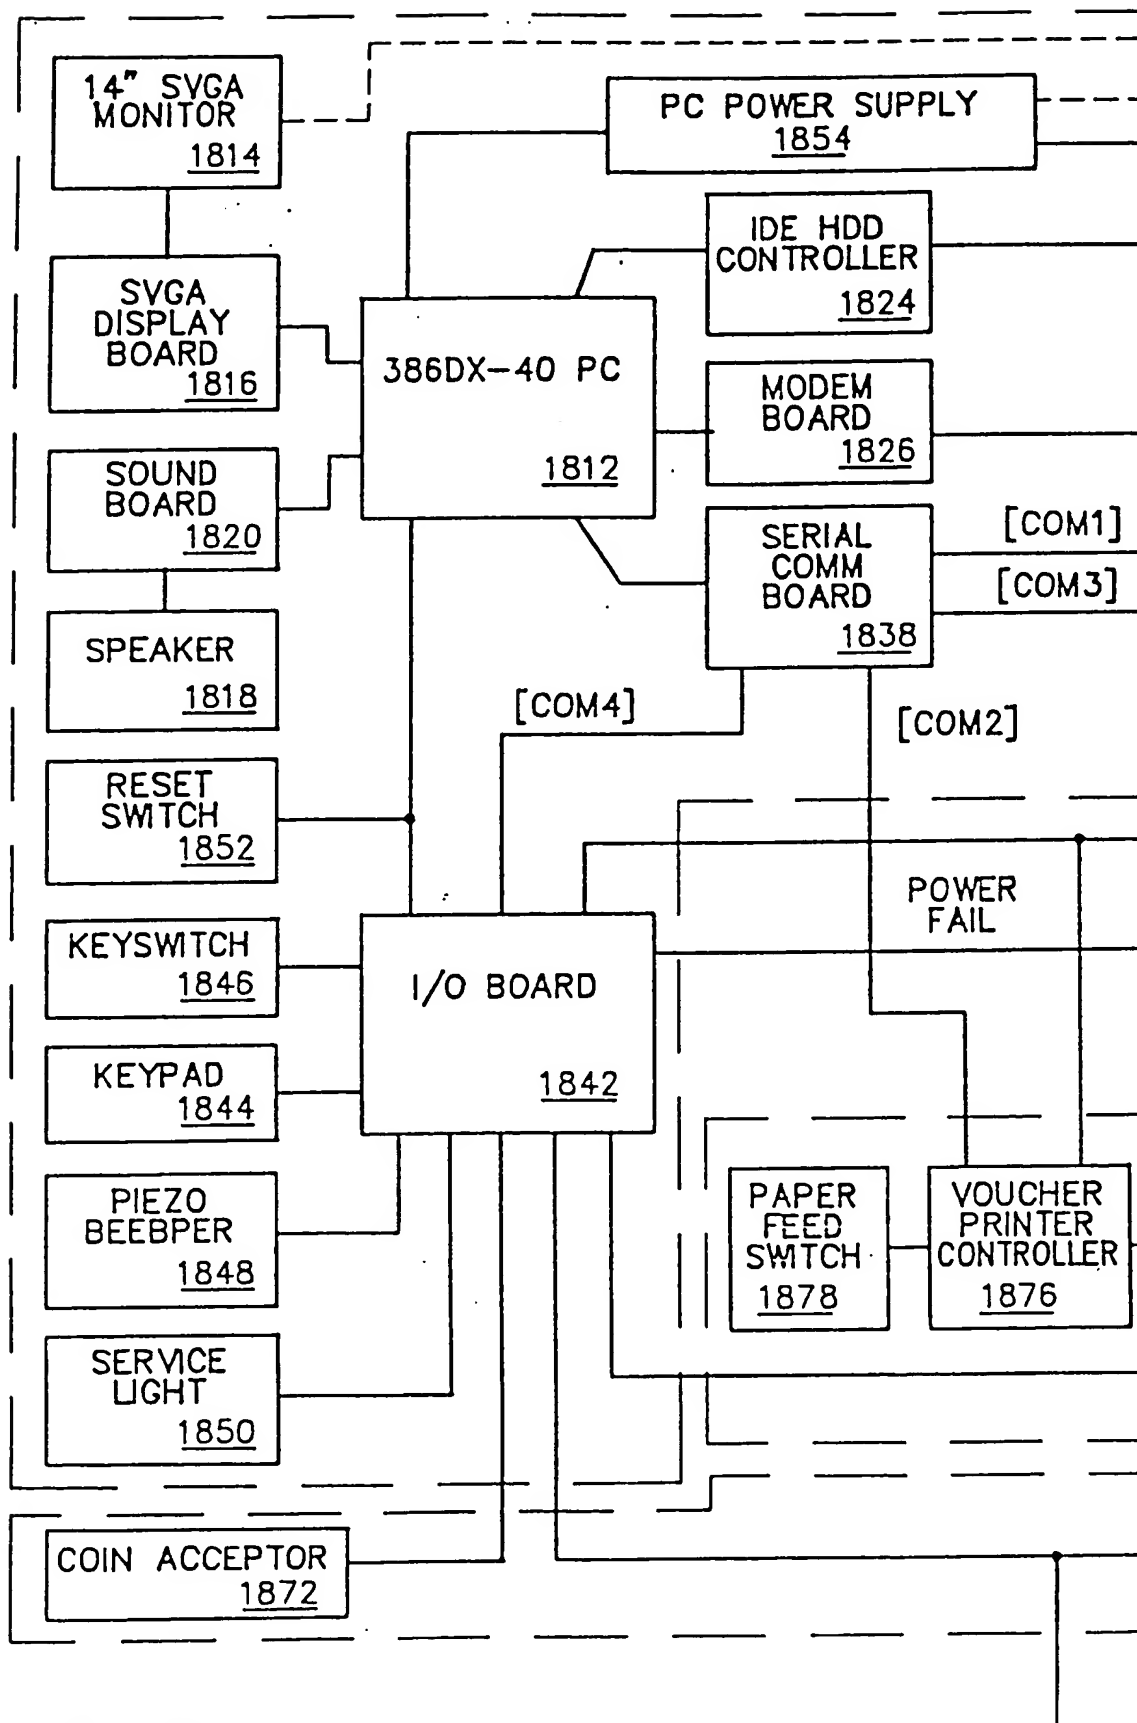 14" SVGA
MONITOR
1814
PC POWER SUPPLY
1854
IDE HDD
CONTROLLER
1824
SVGA
DISPLAY
BOARD
1816
386DX-40 PC
1812
MODEM
BOARD
1826
SOUND
BOARD
1820
SERIAL
COMM
BOARD
1838
[COM1]
[COM3]
SPEAKER
1818
[COM4]
[COM2]
RESET
SWITCH
1852
POWER
FAIL
KEYSWITCH
1846
I/O BOARD
1842
KEYPAD
1844
PIEZO
BEEBPER
1848
PAPER
FEED
SWITCH
1878
VOUCHER
PRINTER
CONTROLLER
1876
SERVICE
LIGHT
1850
COIN ACCEPTOR
1872